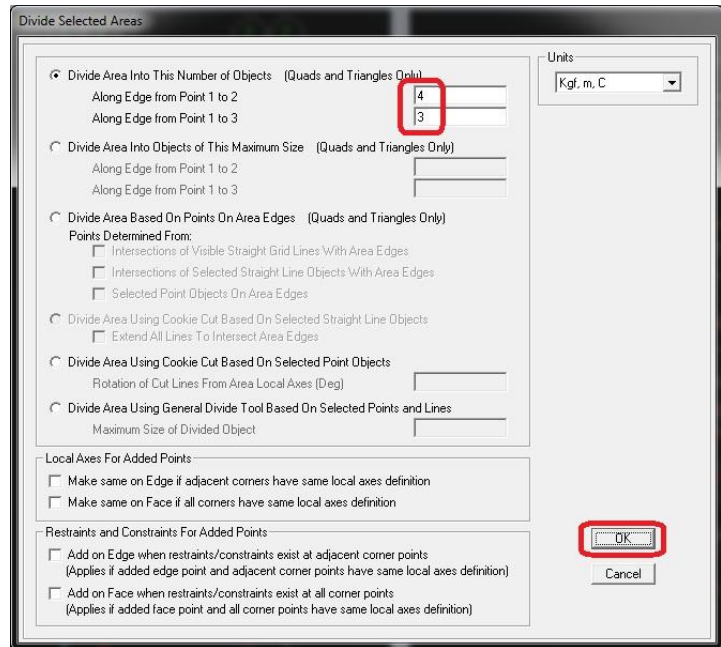 Divide Selected Areas
Units
Kgf, m, C
Divide Area Into This Number of Objects (Quads and Triangles Only)
Along Edge from Point 1 to 2
4
Along Edge from Point 1 to 3
3
Divide Area Into Objects of This Maximum Size (Quads and Triangles Only)
Along Edge from Point 1 to 2
Along Edge from Point 1 to 3
Divide Area Based On Points On Area Edges (Quads and Triangles Only)
Points Determined From:
Intersections of Visible Straight Grid Lines With Area Edges
Intersections of Selected Straight Line Objects With Area Edges
Selected Point Objects On Area Edges
Divide Area Using Cookie Cut Based On Selected Straight Line Objects
Extend All Lines To Intersect Area Edges
Divide Area Using Cookie Cut Based On Selected Point Objects
Rotation of Cut Lines From Area Local Axes (Deg)
Divide Area Using General Divide Tool Based On Selected Points and Lines
Maximum Size of Divided Object
Local Axes For Added Points
Make same on Edge if adjacent corners have same local axes definition
Make same on Face if all corners have same local axes definition
Restraints and Constraints For Added Points
Add on Edge when restraints/constraints exist at adjacent corner points
(Applies if added edge point and adjacent corner points have same local axes definition)
Add on Face when restraints/constraints exist at all corner points
(Applies if added face point and all corner points have same local axes definition)
OK
Cancel